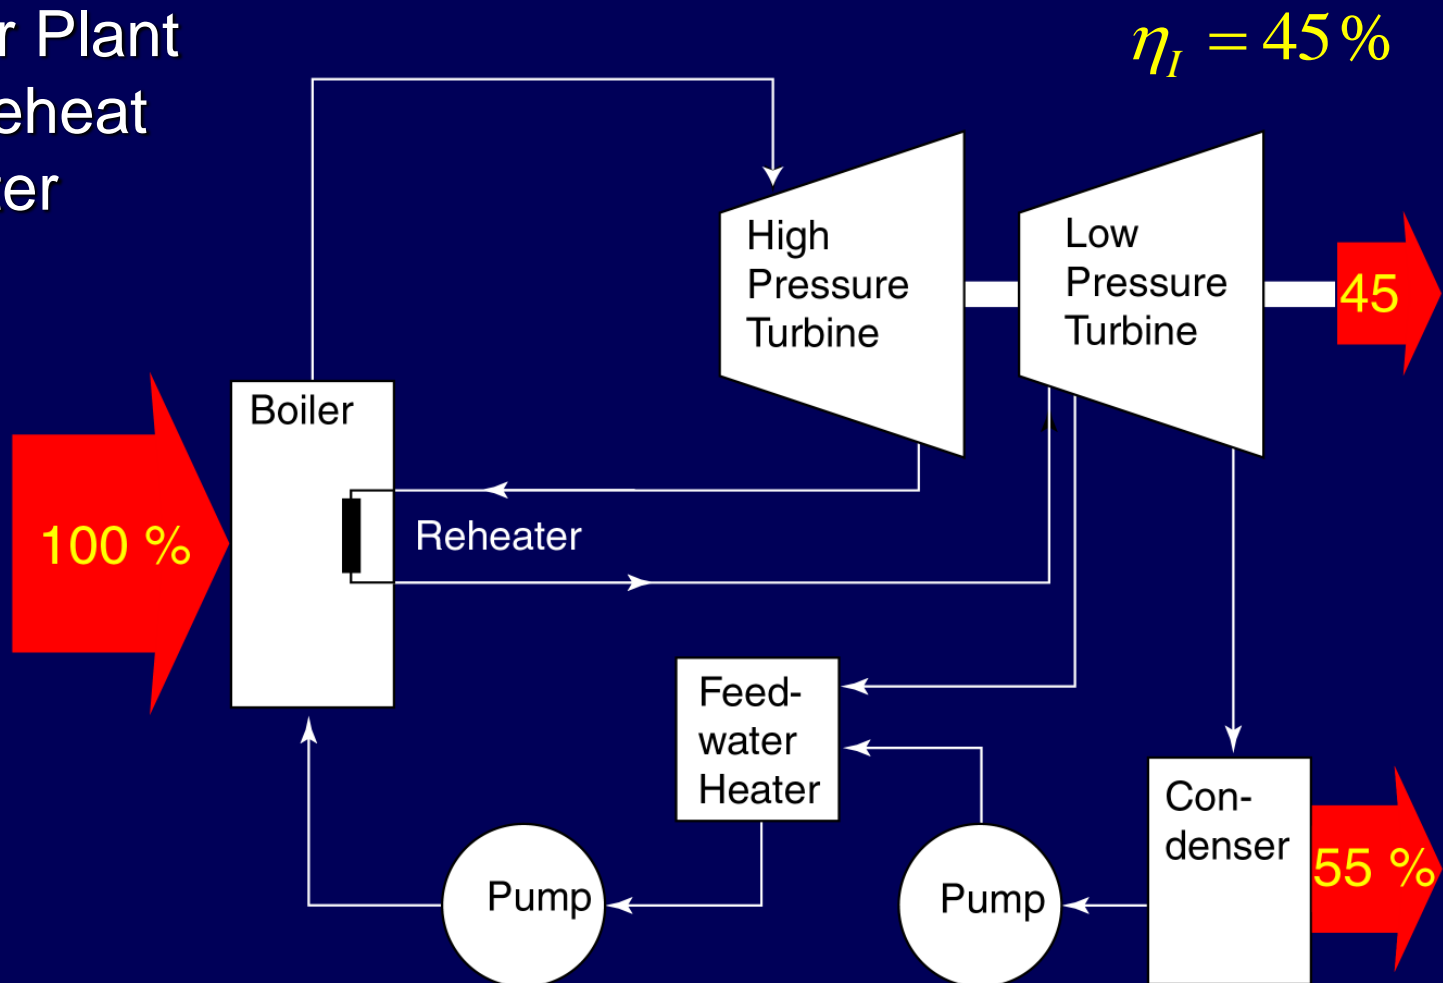 r Plant
eheat
ter
η_I = 45 %
High
Pressure
Turbine
Low
Pressure
Turbine
45
Boiler
100 %
Reheater
Feed-
water
Heater
Con-
denser
55 %
Pump
Pump